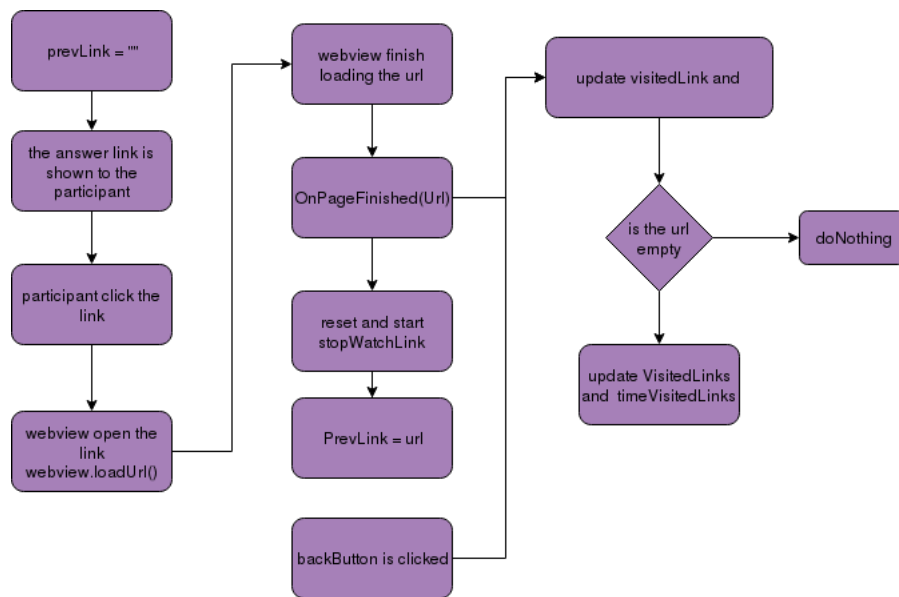 prevLink = ""
the answer link is
shown to the
participant
participant click the
link
webview open the
link
webview.loadUrl()
webview finish
loading the url
OnPageFinished(Url)
reset and start
stopWatchLink
PrevLink = url
backButton is clicked
update visitedLink and
is the url
empty
doNothing
update VisitedLinks
and timeVisitedLinks